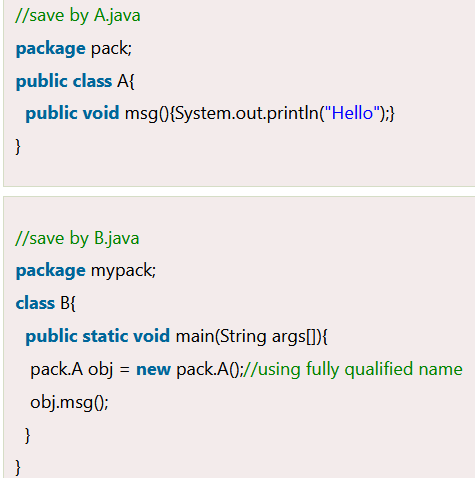 //save by A.java
package pack;
public class A{
public void msg(){System.out.println("Hello");}
}
//save by B.java
package mypack;
class B{
public static void main(String args[]){
pack.A obj = new pack.A();//using fully qualified name
obj.msg();
}
}